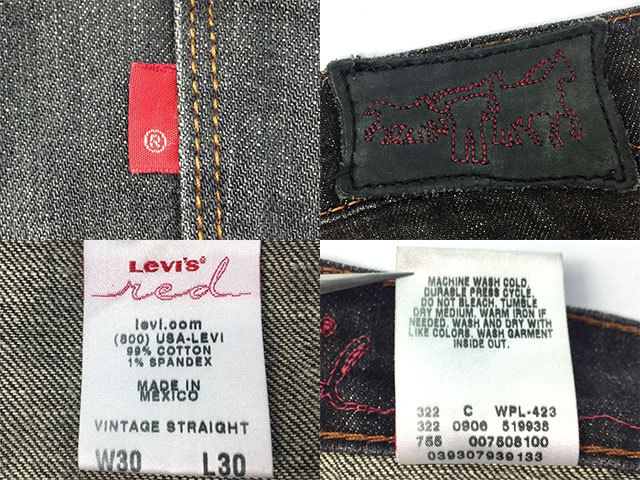 ®
LEVI'S®
red
levi.com
(800) USA-LEVI
99% COTTON
1% SPANDEX
MADE IN
MEXICO
VINTAGE STRAIGHT
W30 L30
MACHINE WASH COLD,
DURABLE PRESS CYCLE.
DO NOT BLEACH. TUMBLE
DRY MEDIUM. WARM IRON IF
NEEDED. WASH AND DRY WITH
LIKE COLORS. WASH GARMENT
INSIDE OUT.
322 C WPL-423
322 0906 519938
755 007508100
039307939133